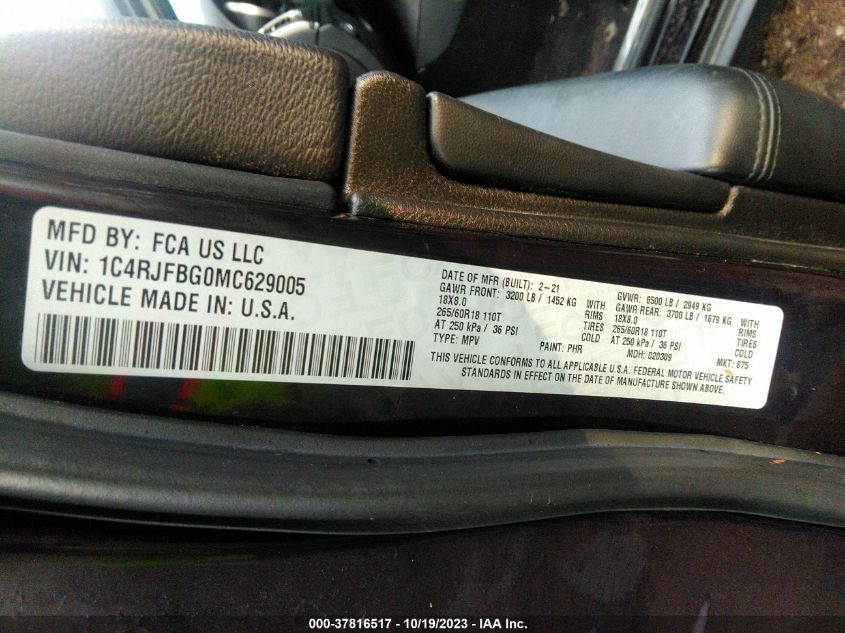 MFD BY: FCA US LLC
VIN: 1C4RJFBG0MC629005
VEHICLE MADE IN: U.S.A.
DATE OF MFR (BUILT): 2-21 GVWR: 6500 LB / 2949 KG
GAWR FRONT: 3200 LB / 1452 KG WITH GAWR REAR: 3700 LB / 1679 KG WITH
18X8.0 RIMS 18X8.0 RIMS
265/60R18 110T TIRES 265/60R18 110T TIRES
AT 250 kPa / 36 PSI COLD AT 250 kPa / 36 PSI COLD
TYPE: MPV PAINT: PHR MDH: 020309 MKT: 875
THIS VEHICLE CONFORMS TO ALL APPLICABLE U.S.A. FEDERAL MOTOR VEHICLE SAFETY
STANDARDS IN EFFECT ON THE DATE OF MANUFACTURE SHOWN ABOVE.
000-37816517 - 10/19/2023 - IAA Inc.